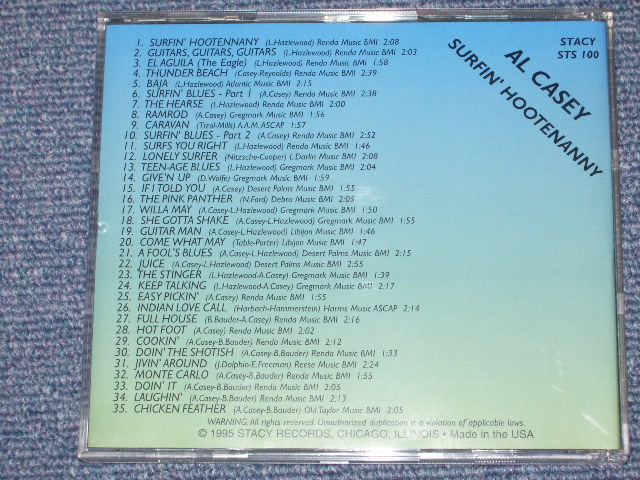 1. SURFIN' HOOTENNANY (L.Hazlewood) Renda Music BMI 2:08
2. GUITARS, GUITARS, GUITARS (L.Hazlewood) Renda Music BMI 2:03
3. EL AGUILA (The Eagle) (L.Hazlewood) Renda Music BMI 1:58
4. THUNDER BEACH (Casey-Reynolds) Renda Music BMI 2:39
5. BAJA (L.Hazlewood) Atlantic Music BMI 2:15
6. SURFIN' BLUES - Part 1 (A.Casey) Renda Music BMI 2:38
7. THE HEARSE (L.Hazlewood) Renda Music BMI 2:00
8. RAMROD (A.Casey) Gregmark Music BMI 1:56
9. CARAVAN (Tizol-Mills) A.A.M. ASCAP 1:57
10. SURFIN' BLUES - Part 2 (A.Casey) Renda Music BMI 2:52
11. SURFS YOU RIGHT (L.Hazlewood) Renda Music BMI 1:46
12. LONELY SURFER (Nitzsche-Cooper) L.Darlin Music BMI 2:08
13. TEEN-AGE BLUES (L.Hazlewood) Gregmark Music BMI 2:04
14. GIVE'N UP (D.Wolfe) Gregmark Music BMI 1:59
15. IF I TOLD YOU (A.Casey) Desert Palms Music BMI 1:55
16. THE PINK PANTHER (N.Ford) Debra Music BMI 2:05
17. WILLA MAY (A.Casey-L.Hazlewood) Gregmark Music BMI 1:50
18. SHE GOTTA SHAKE (A.Casey-L.Hazlewood) Gregmark Music BMI 1:55
19. GUITAR MAN (A.Casey-L.Hazlewood) Libijon Music BMI 1:46
20. COME WHAT MAY (Table-Porter) Libijon Music BMI 1:47
21. A FOOL'S BLUES (A.Casey-L.Hazlewood) Desert Palms Music BMI 2:15
22. JUICE (A.Casey-L.Hazlewood) Desert Palms Music BMI 2:55
23. THE STINGER (L.Hazlewood-A.Casey) Gregmark Music BMI 1:39
24. KEEP TALKING (L.Hazlewood-A.Casey) Gregmark Music BMI 2:17
25. EASY PICKIN' (A.Casey) Renda Music BMI 1:55
26. INDIAN LOVE CALL (Harbach-Hammerstein) Harms Music ASCAP 2:14
27. FULL HOUSE (B.Bauder-A.Casey) Renda Music BMI 2:16
28. HOT FOOT (A.Casey) Renda Music BMI 2:02
29. COOKIN' (A.Casey-B.Bauder) Renda Music BMI 2:12
30. DOIN' THE SHOTISH (A.Casey-B.Bauder) Renda Music BMI 1:33
31. JIVIN' AROUND (J.Dolphin-E.Freeman) Reese Music BMI 2:24
32. MONTE CARLO (A.Casey-B.Bauder) Renda Music BMI 1:55
33. DOIN' IT (A.Casey-B.Bauder) Renda Music BMI 2:05
34. LAUGHIN' (A.Casey-B.Bauder) Renda Music BMI 2:13
35. CHICKEN FEATHER (A.Casey-B.Bauder) Old Taylor Music BMI 2:05
STACY
STS 100
AL CASEY
SURFIN' HOOTENANNY
WARNING: All rights reserved. Unauthorized duplication is a violation of applicable laws.
© 1995 STACY RECORDS, CHICAGO, ILLINOIS • Made in the USA